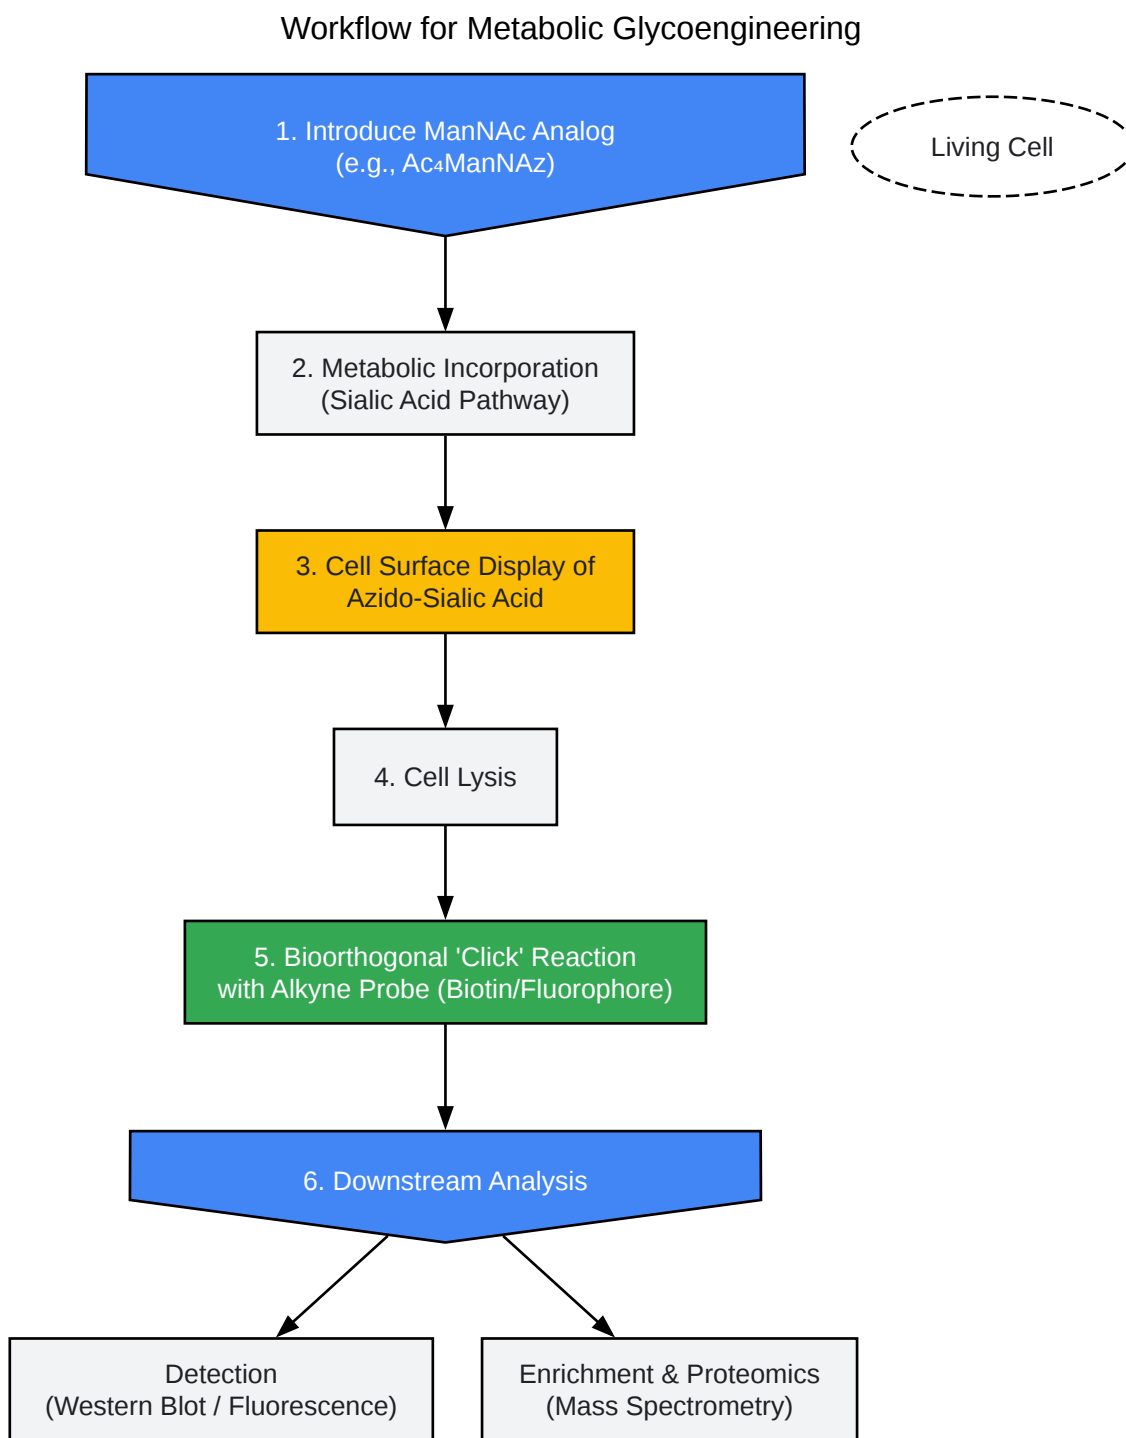 Workflow for Metabolic Glycoengineering
1. Introduce ManNAc Analog
(e.g., Ac₄ManNAz)
Living Cell
2. Metabolic Incorporation
(Sialic Acid Pathway)
3. Cell Surface Display of
Azido-Sialic Acid
4. Cell Lysis
5. Bioorthogonal 'Click' Reaction
with Alkyne Probe (Biotin/Fluorophore)
6. Downstream Analysis
Detection
(Western Blot / Fluorescence)
Enrichment & Proteomics
(Mass Spectrometry)